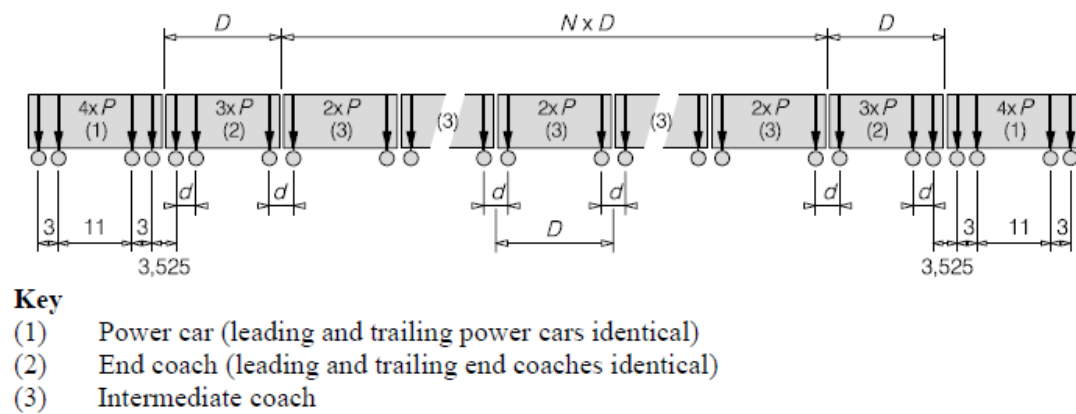 D N x D D
4x P 3x P 2x P 2x P 2x P 3x P 4x P
(1) (2) (3) (3) (3) (3) (3) (2) (1)
d d d d d d
3 11 3 D 3 11 3
3,525 3,525
Key
(1) Power car (leading and trailing power cars identical)
(2) End coach (leading and trailing end coaches identical)
(3) Intermediate coach